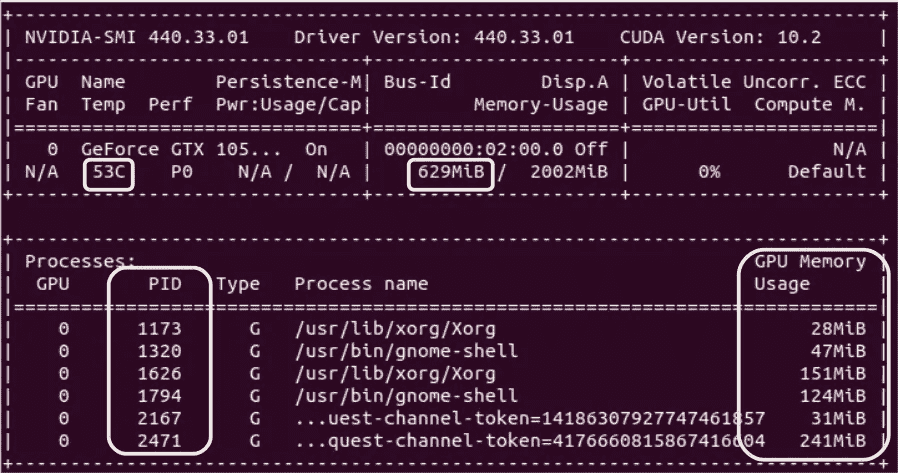 +-----------------------------------------------------------------------------+
| NVIDIA-SMI 440.33.01    Driver Version: 440.33.01    CUDA Version: 10.2     |
|-------------------------------+----------------------+----------------------+
| GPU  Name        Persistence-M| Bus-Id        Disp.A | Volatile Uncorr. ECC |
| Fan  Temp  Perf  Pwr:Usage/Cap|         Memory-Usage | GPU-Util  Compute M. |
|===============================+======================+======================|
|   0  GeForce GTX 105...  On   | 00000000:02:00.0 Off |                  N/A |
| N/A   53C    P0    N/A /  N/A |    629MiB /  2002MiB |      0%      Default |
+-------------------------------+----------------------+----------------------+
+-----------------------------------------------------------------------------+
| Processes:                                                       GPU Memory |
|  GPU       PID   Type   Process name                             Usage      |
|=============================================================================|
|    0      1173      G   /usr/lib/xorg/Xorg                            28MiB |
|    0      1320      G   /usr/bin/gnome-shell                          47MiB |
|    0      1626      G   /usr/lib/xorg/Xorg                           151MiB |
|    0      1794      G   /usr/bin/gnome-shell                         124MiB |
|    0      2167      G   ...uest-channel-token=14186307927747461857    31MiB |
|    0      2471      G   ...quest-channel-token=4176660815867416604   241MiB |
+-----------------------------------------------------------------------------+